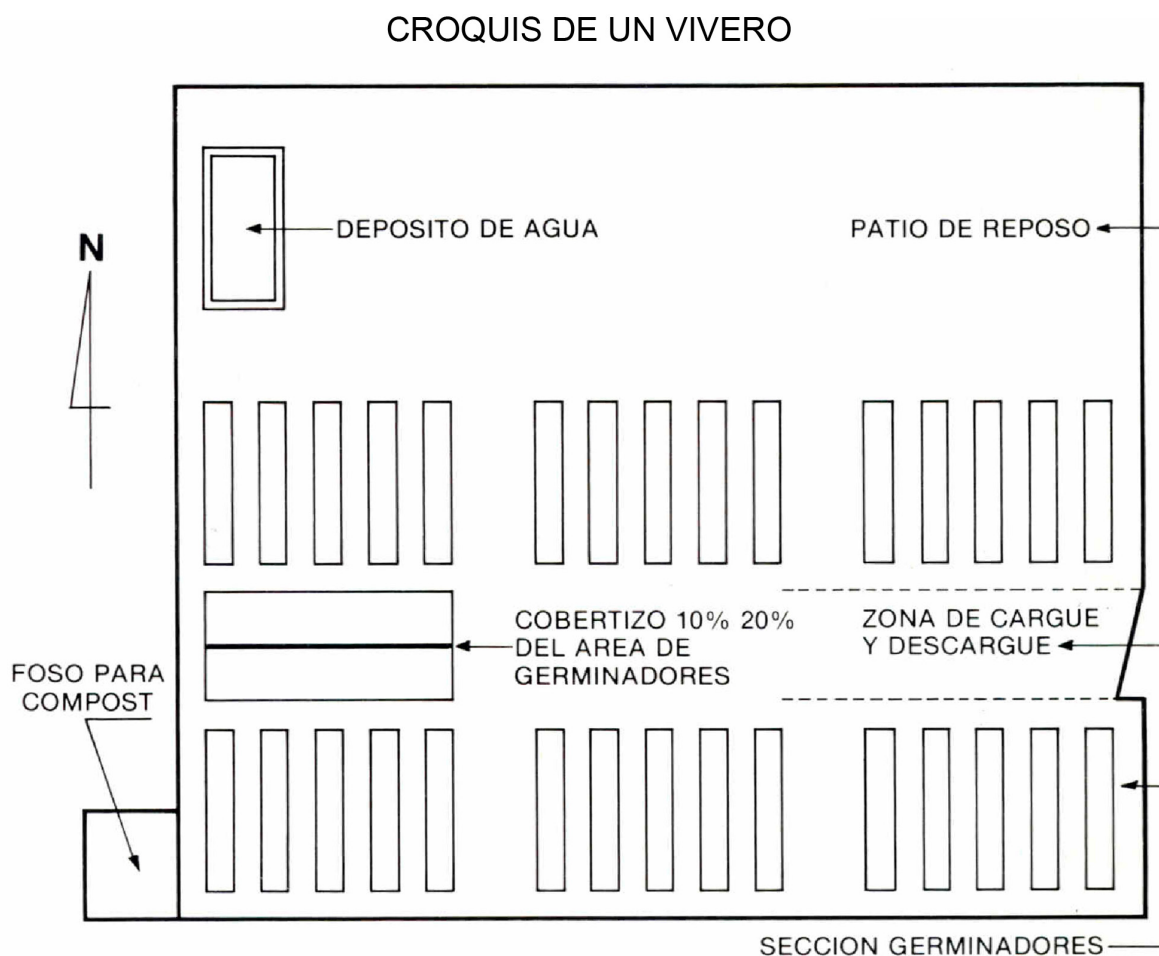 CROQUIS DE UN VIVERO
DEPOSITO DE AGUA
PATIO DE REPOSO
N
COBERTIZO 10% 20%
DEL AREA DE
GERMINADORES
ZONA DE CARGUE
Y DESCARGUE
FOSO PARA
COMPOST
SECCION GERMINADORES